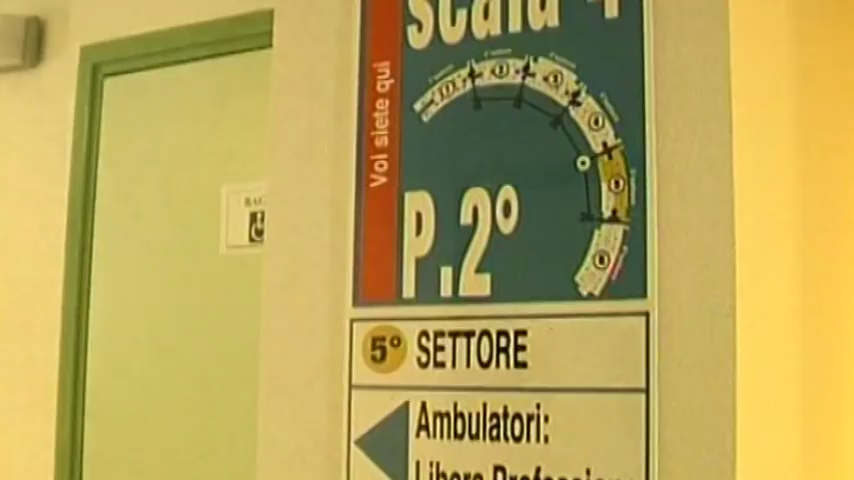 scala 4
Voi siete qui
P.2°
5° SETTORE
Ambulatori:
Libera Professione